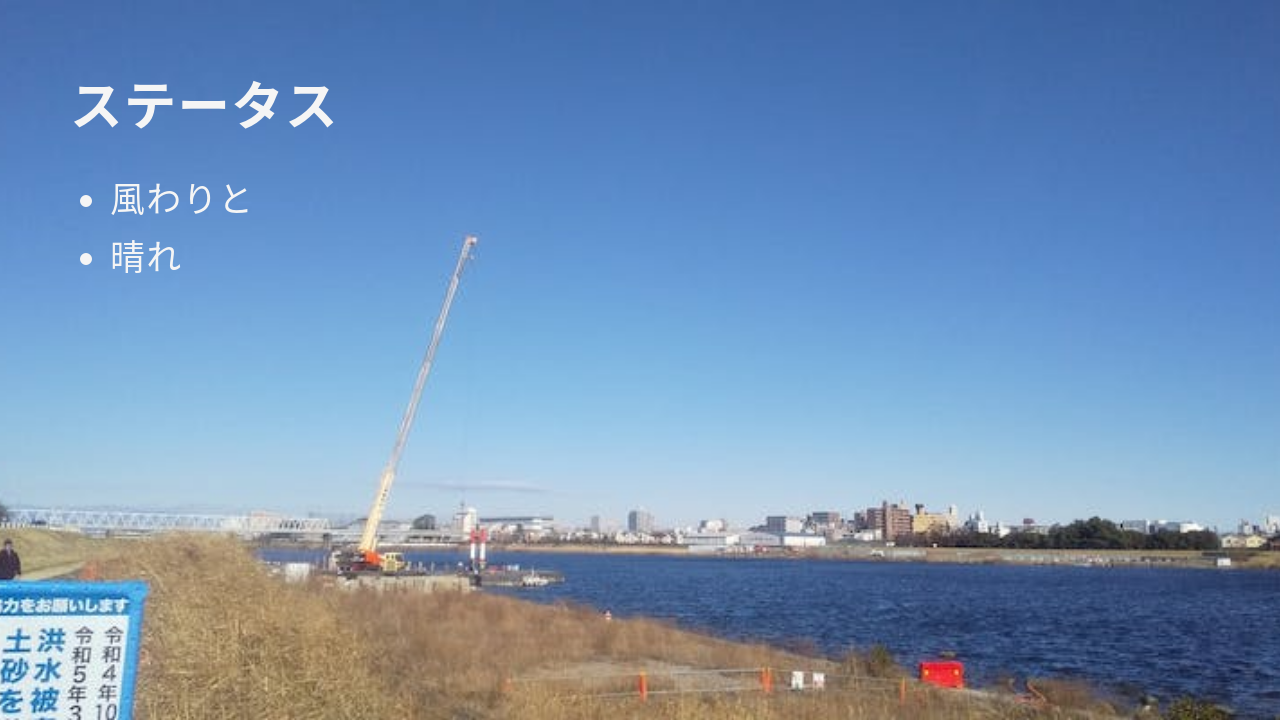 ステータス
風わりと
晴れ
力をお願いします
令和4年10
令和5年3
洪水被
土砂を